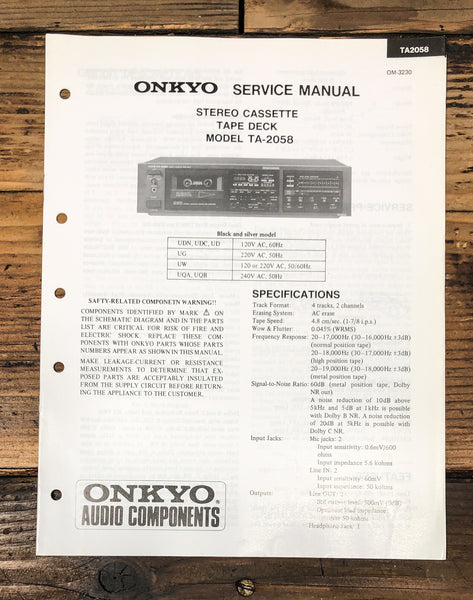 TA2058
OM-3230
ONKYO SERVICE MANUAL
STEREO CASSETTE
TAPE DECK
MODEL TA-2058
Black and silver model
UDN, UDC, UD 120V AC, 60Hz
UG 220V AC, 50Hz
UW 120 or 220V AC, 50/60Hz
UQA, UQB 240V AC, 50Hz
SAFTY-RELATED COMPONETN WARNING!!
COMPONENTS IDENTIFIED BY MARK ⚠ ON
THE SCHEMATIC DIAGRAM AND IN THE PARTS
LIST ARE CRITICAL FOR RISK OF FIRE AND
ELECTRIC SHOCK. REPLACE THESE COM-
PONENTS WITH ONKYO PARTS WHOSE PARTS
NUMBERS APPEAR AS SHOWN IN THIS MANUAL.
MAKE LEAKAGE-CURRENT OR RESISTANCE
MEASUREMENTS TO DETERMINE THAT EX-
POSED PARTS ARE ACCEPTABLY INSULATED
FROM THE SUPPLY CIRCUIT BEFORE RETURN-
ING THE APPLIANCE TO THE CUSTOMER.
ONKYO®
AUDIO COMPONENTS
SPECIFICATIONS
Track Format: 4 tracks, 2 channels
Erasing System: AC erase
Tape Speed: 4.8 cm/sec. (1-7/8 i.p.s.)
Wow & Flutter: 0.045% (WRMS)
Frequency Response: 20–17,000Hz (30–16,000Hz ±3dB)
(normal position tape)
20–18,000Hz (30–17,000Hz ±3dB)
(high position tape)
20–19,000Hz (30–18,000Hz ±3dB)
(metal position tape)
Signal-to-Noise Ratio: 60dB (metal position tape, Dolby
NR out)
A noise reduction of 10dB above
5kHz and 5dB at 1kHz is possible
with Dolby B NR. A noise reduction
of 20dB at 5kHz is possible with
Dolby C NR.
Input Jacks: Mic jacks: 2
Input sensitivity: 0.6mV/600
ohms
Input impedance 5.6 kohms
Line IN: 2
Input sensitivity: 60mV
Input impedance: 50 kohms
Outputs: Line OUT: 2
Std output level: 500mV (0dB)
Optimum load impedance:
over 50 kohms
Headphone Jack: 1